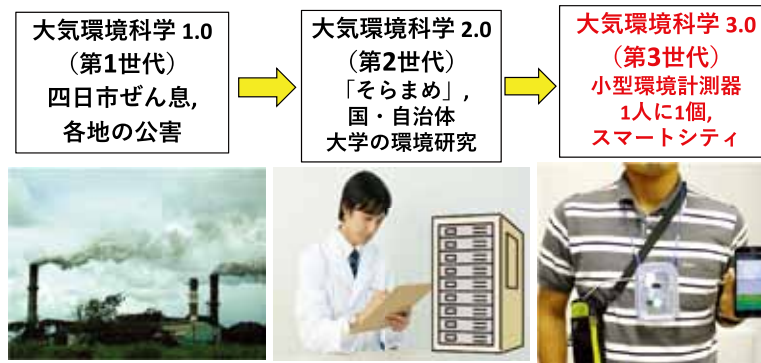 大気環境科学 1.0
（第1世代）
四日市ぜん息,
各地の公害
大気環境科学 2.0
（第2世代）
「そらまめ」,
国・自治体
大学の環境研究
大気環境科学 3.0
（第3世代）
小型環境計測器
1人に1個,
スマートシティ